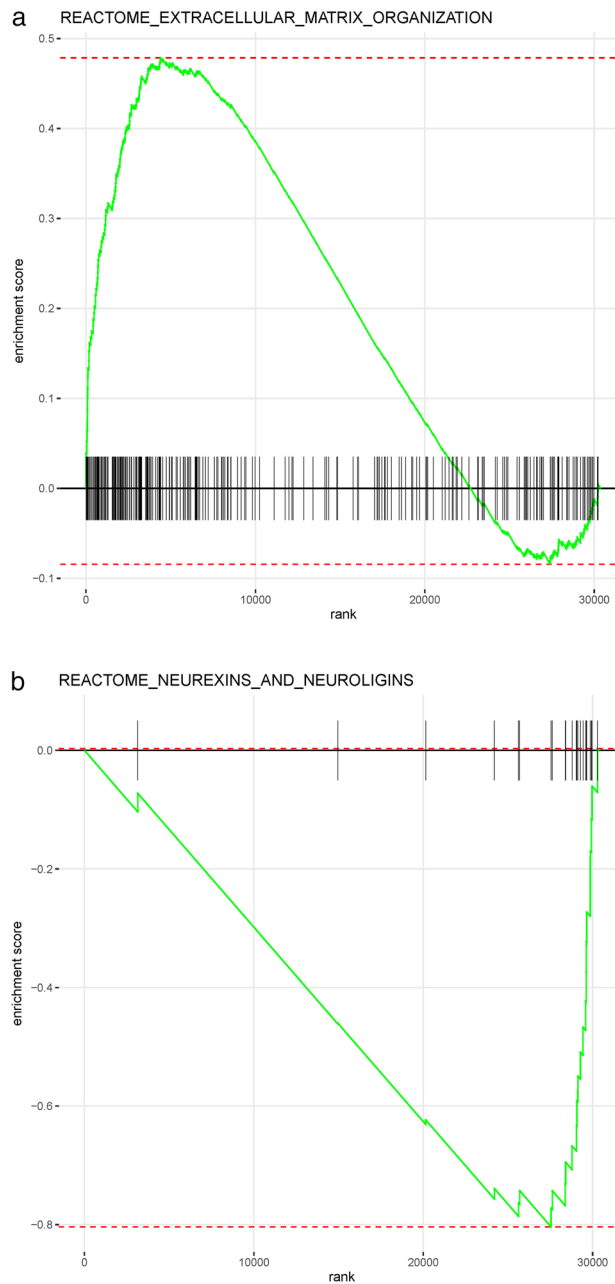 a REACTOME_EXTRACELLULAR_MATRIX_ORGANIZATION
0.5
0.4
0.3
0.2
0.1
0.0
−0.1
enrichment score
0 10000 20000 30000
rank
b REACTOME_NEUREXINS_AND_NEUROLIGINS
0.0
−0.2
−0.4
−0.6
−0.8
enrichment score
0 10000 20000 30000
rank